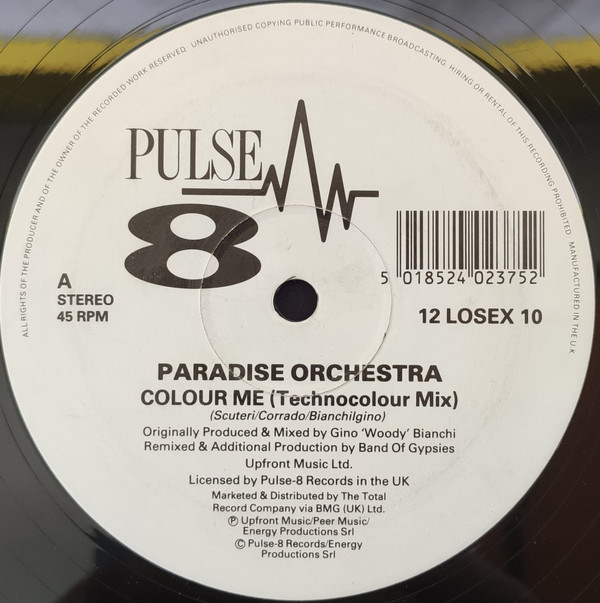 ALL RIGHTS OF THE PRODUCER AND OF THE OWNER OF THE RECORDED WORK RESERVED. UNAUTHORISED COPYING PUBLIC PERFORMANCE BROADCASTING. HIRING OR RENTAL OF THIS RECORDING PROHIBITED. MANUFACTURED IN THE U.K.
PULSE
8
5 018524 023752
A
STEREO
45 RPM
12 LOSEX 10
PARADISE ORCHESTRA
COLOUR ME (Technocolour Mix)
(Scuteri/Corrado/Bianchilgino)
Originally Produced & Mixed by Gino 'Woody' Bianchi
Remixed & Additional Production by Band Of Gypsies
Upfront Music Ltd.
Licensed by Pulse-8 Records in the UK
Marketed & Distributed by The Total
Record Company via BMG (UK) Ltd.
℗ Upfront Music/Peer Music/
Energy Productions Srl
© Pulse-8 Records/Energy
Productions Srl